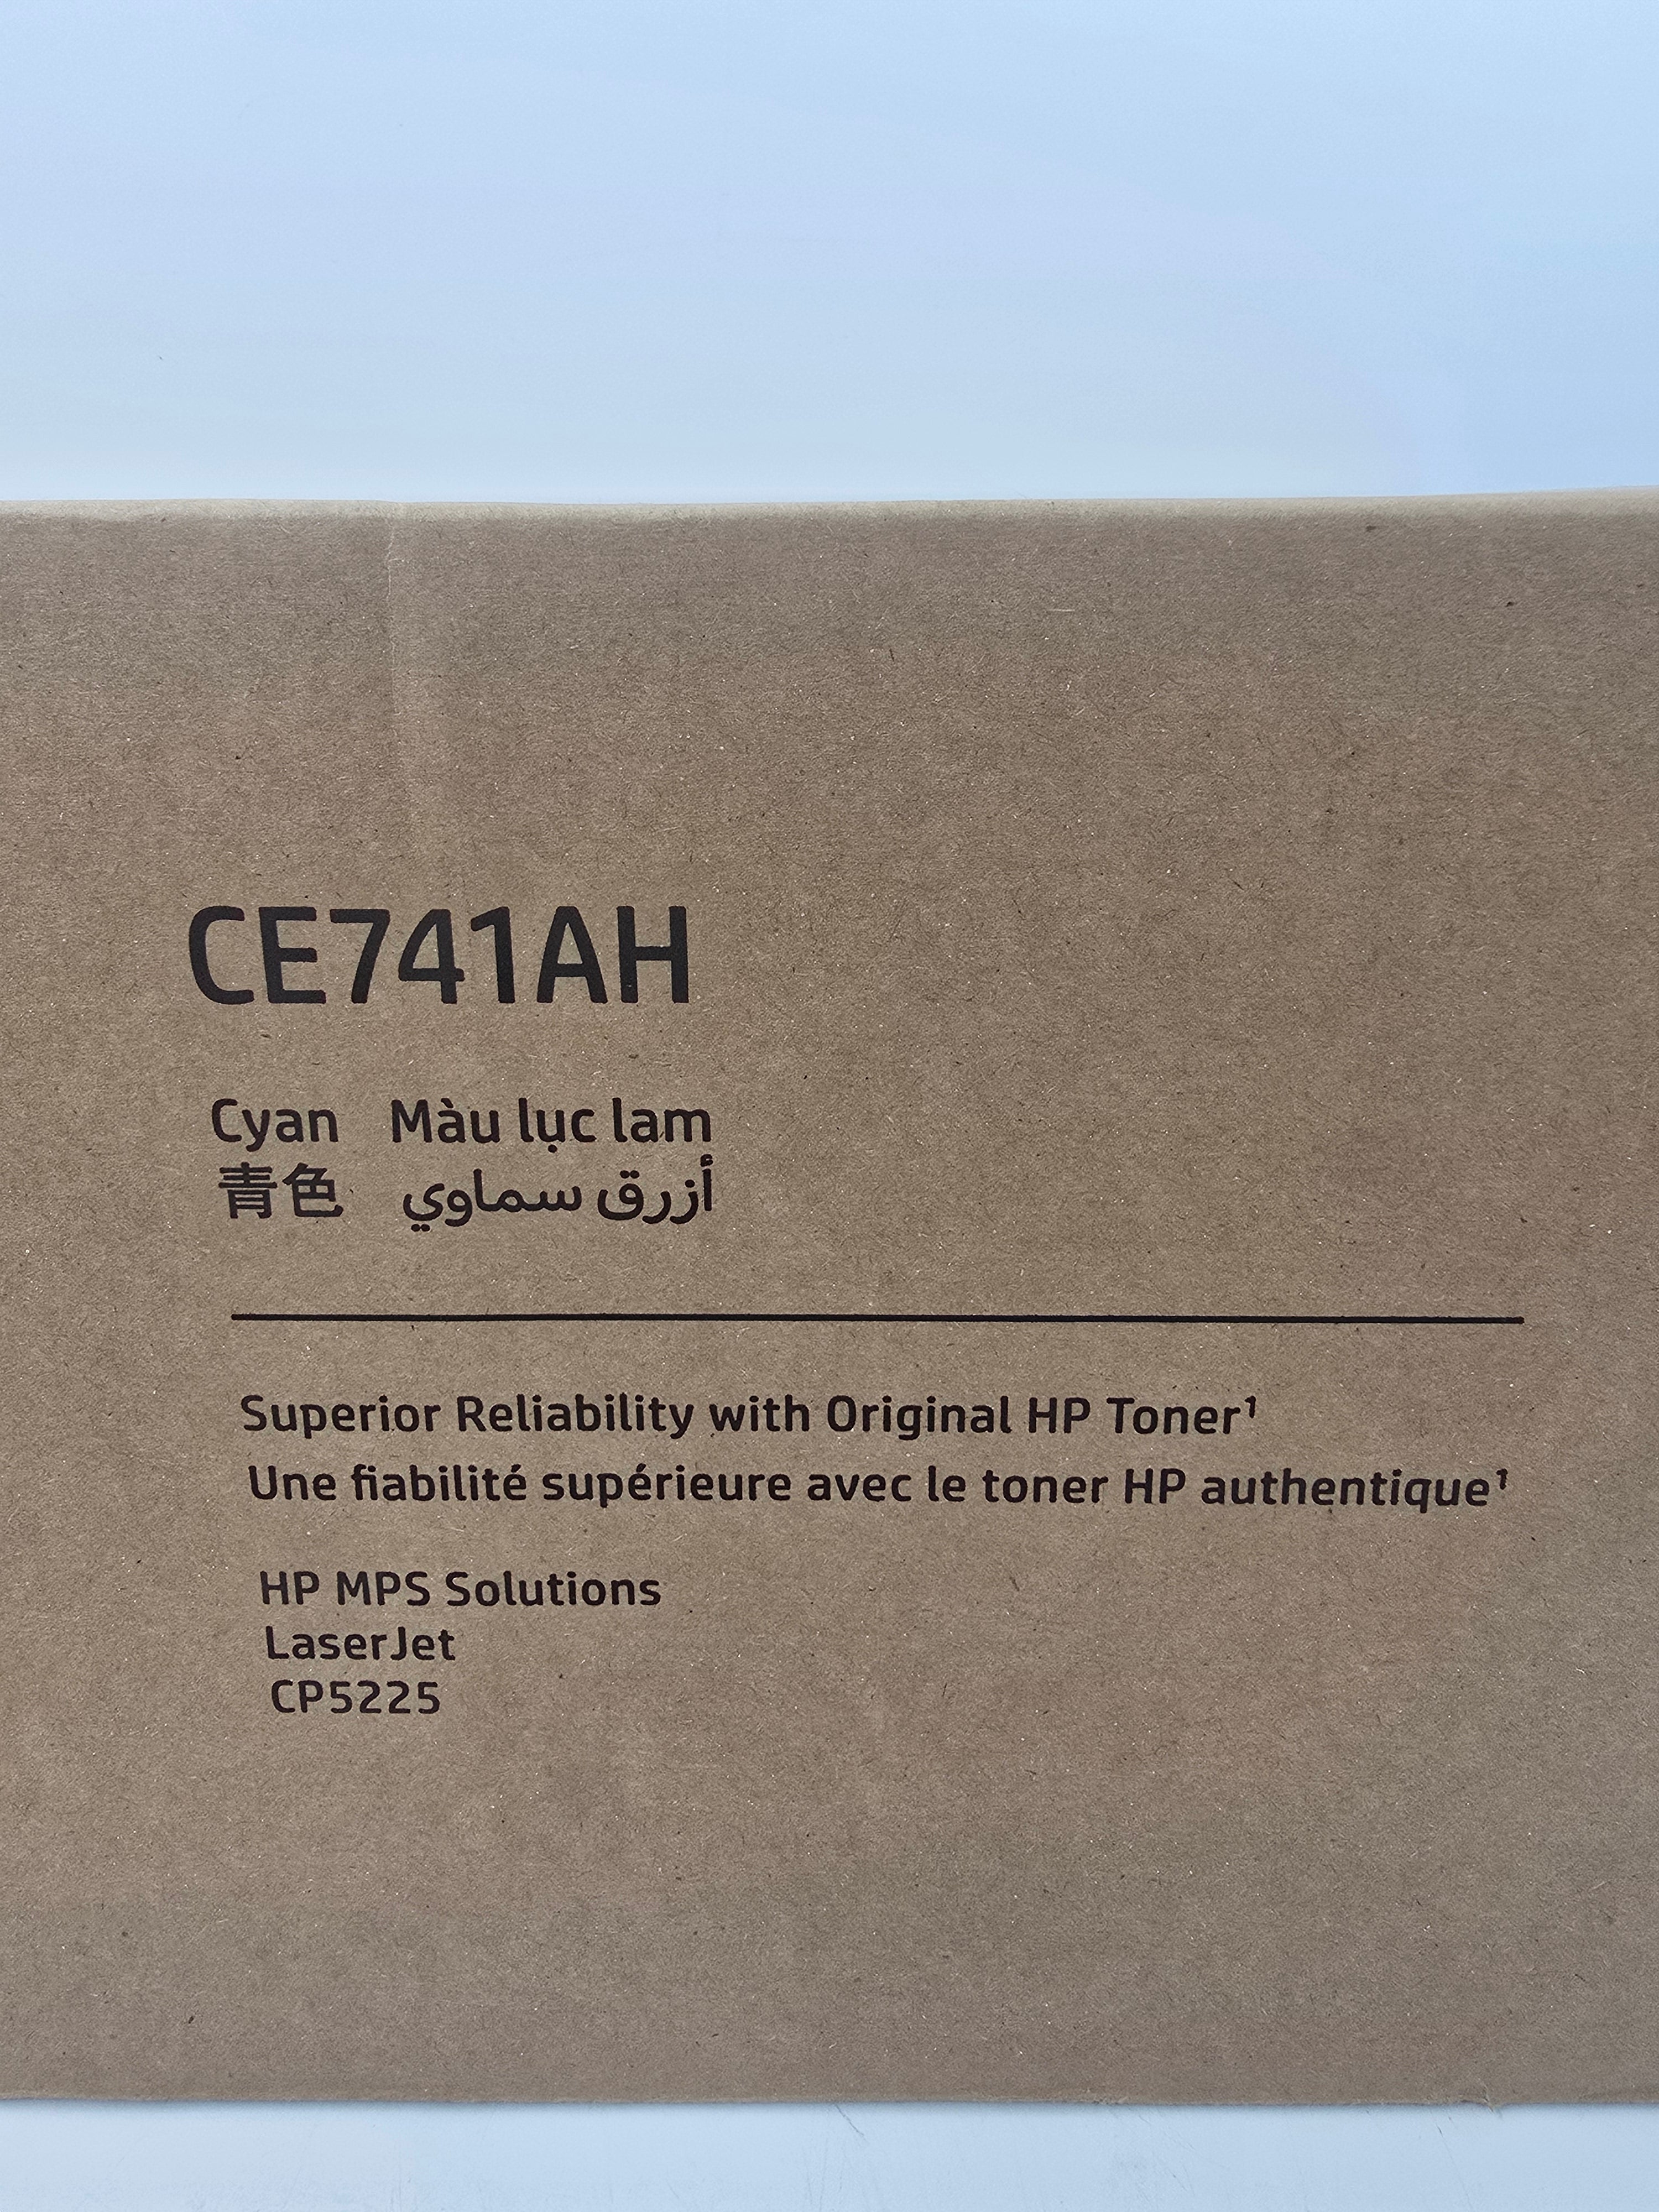 CE741AH
Cyan Màu lục lam
青色 أزرق سماوي
Superior Reliability with Original HP Toner¹
Une fiabilité supérieure avec le toner HP authentique¹
HP MPS Solutions
LaserJet
CP5225